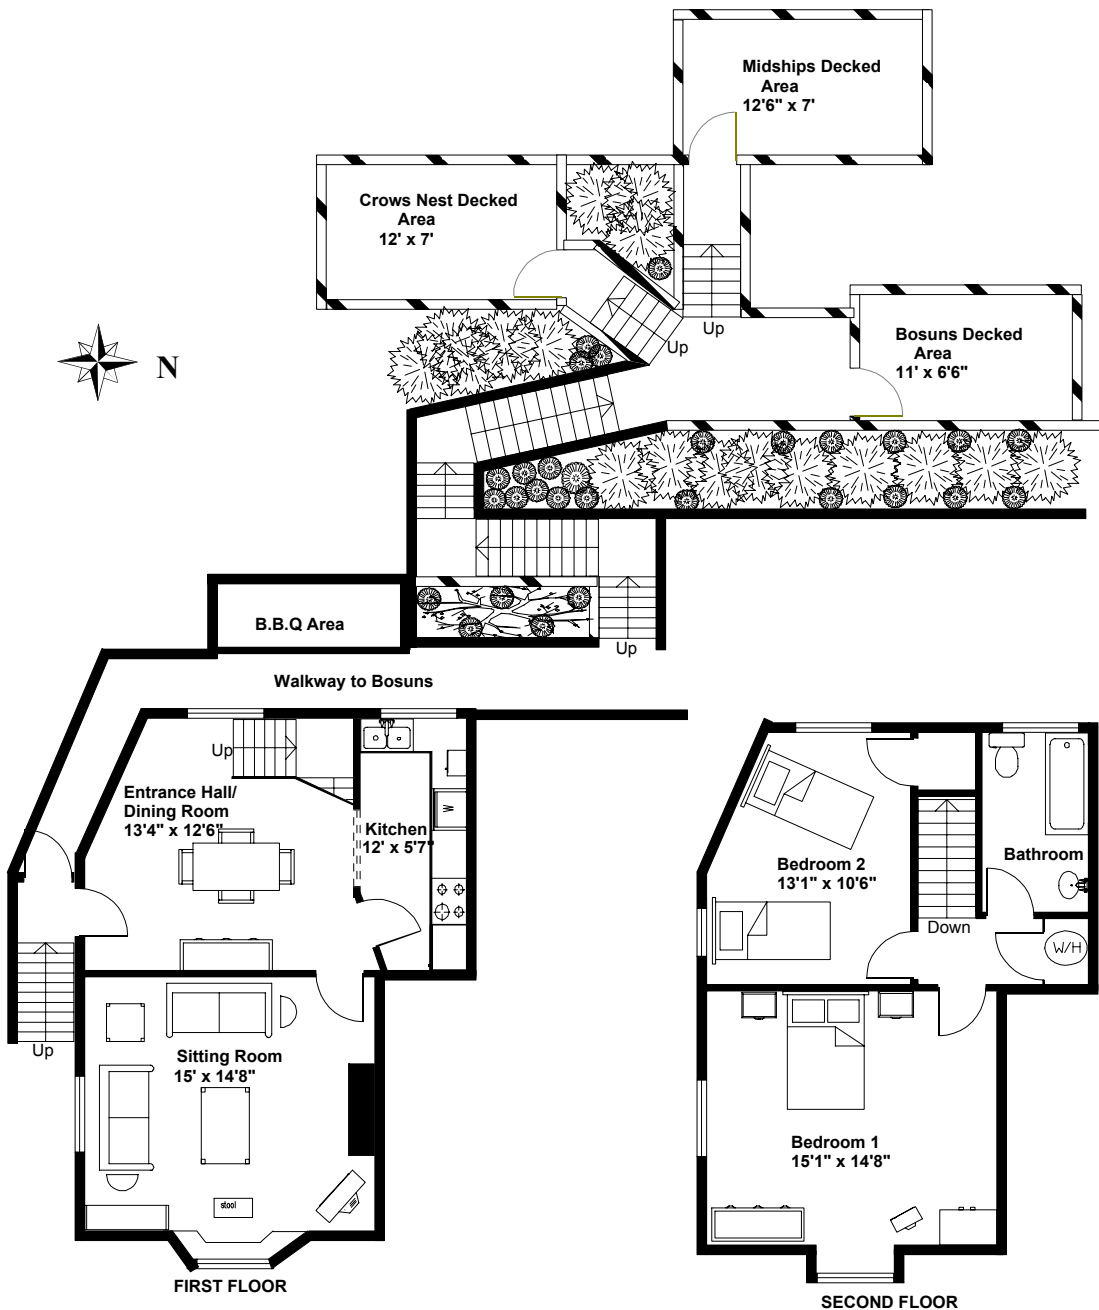 Midships Decked
Area
12'6" x 7'
Crows Nest Decked
Area
12' x 7'
Up
Up
Bosuns Decked
Area
11' x 6'6"
N
B.B.Q Area
Up
Walkway to Bosuns
Up
Entrance Hall/
Dining Room
13'4" x 12'6"
Kitchen
12' x 5'7"
W
Up
Sitting Room
15' x 14'8"
stool
FIRST FLOOR
Bedroom 2
13'1" x 10'6"
Bathroom
Down
W/H
Bedroom 1
15'1" x 14'8"
SECOND FLOOR